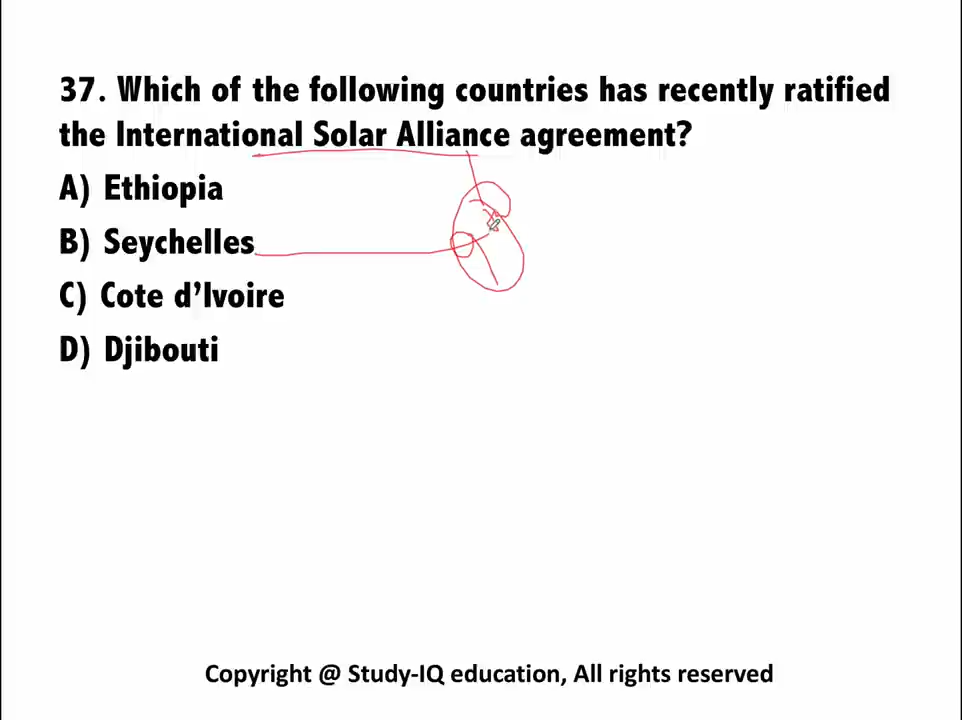 37. Which of the following countries has recently ratified
the International Solar Alliance agreement?
A) Ethiopia
B) Seychelles
C) Cote d’Ivoire
D) Djibouti
Copyright @ Study-IQ education, All rights reserved